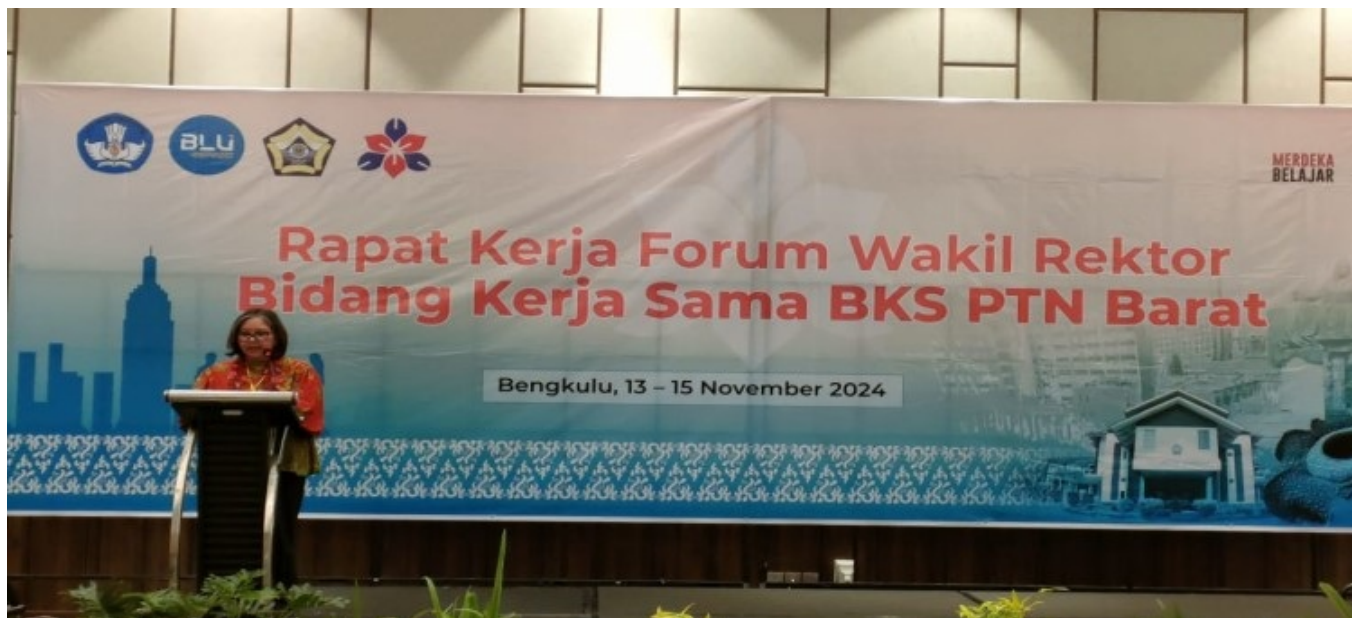 BLU
MERDEKA
BELAJAR
Rapat Kerja Forum Wakil Rektor
Bidang Kerja Sama BKS PTN Barat
Bengkulu, 13 – 15 November 2024